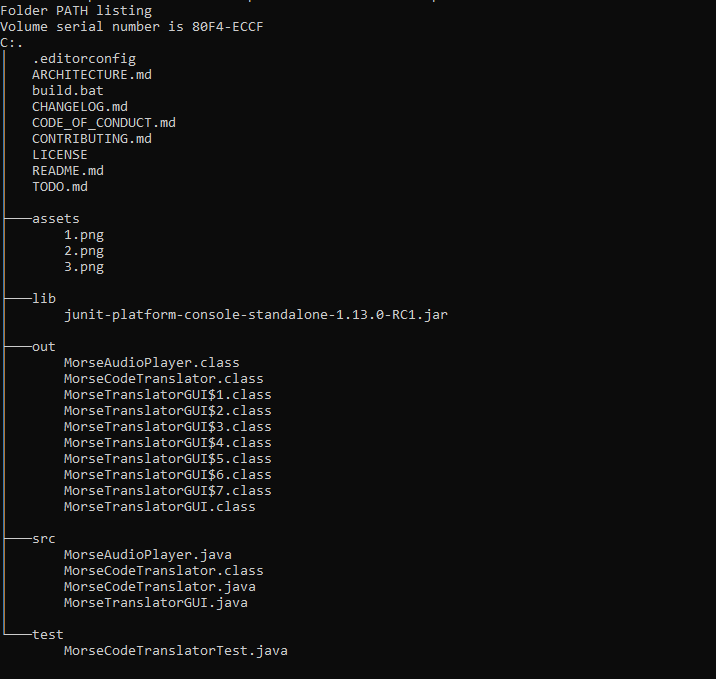 Folder PATH listing
Volume serial number is 80F4-ECCF
C:.
│   .editorconfig
│   ARCHITECTURE.md
│   build.bat
│   CHANGELOG.md
│   CODE_OF_CONDUCT.md
│   CONTRIBUTING.md
│   LICENSE
│   README.md
│   TODO.md
│
├───assets
│       1.png
│       2.png
│       3.png
│
├───lib
│       junit-platform-console-standalone-1.13.0-RC1.jar
│
├───out
│       MorseAudioPlayer.class
│       MorseCodeTranslator.class
│       MorseTranslatorGUI$1.class
│       MorseTranslatorGUI$2.class
│       MorseTranslatorGUI$3.class
│       MorseTranslatorGUI$4.class
│       MorseTranslatorGUI$5.class
│       MorseTranslatorGUI$6.class
│       MorseTranslatorGUI$7.class
│       MorseTranslatorGUI.class
│
├───src
│       MorseAudioPlayer.java
│       MorseCodeTranslator.class
│       MorseCodeTranslator.java
│       MorseTranslatorGUI.java
│
└───test
        MorseCodeTranslatorTest.java